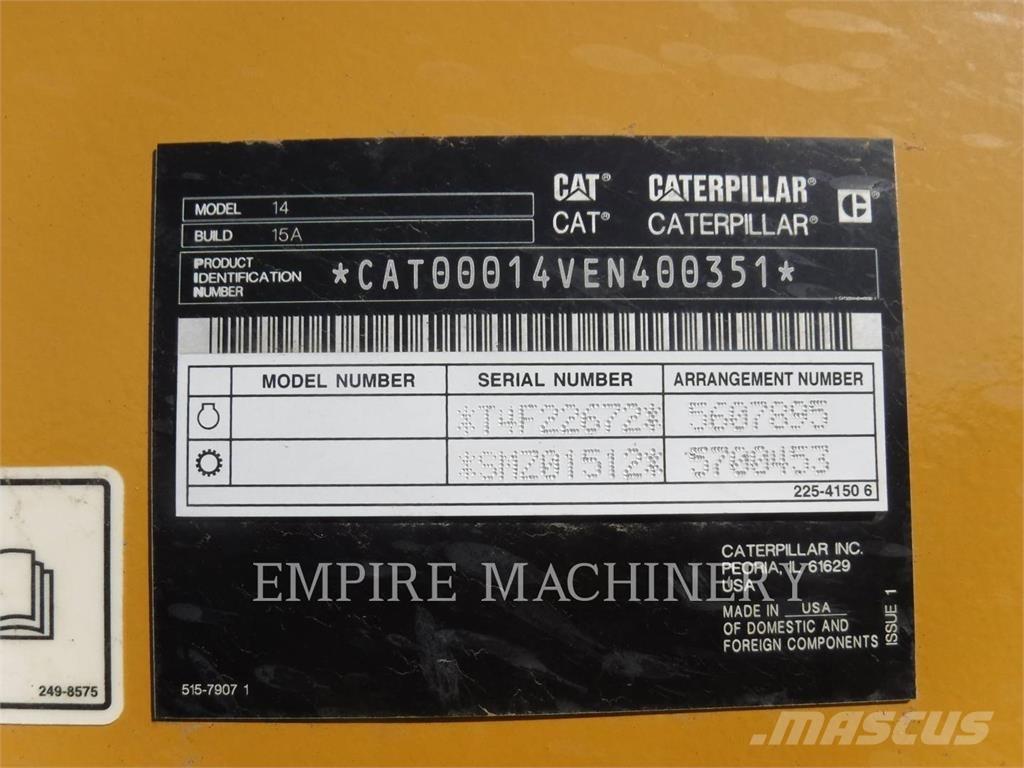 CAT® CATERPILLAR®
CAT® CATERPILLAR®
MODEL 14
BUILD 15A
PRODUCT IDENTIFICATION NUMBER *CAT00014VEN400351*
MODEL NUMBER SERIAL NUMBER ARRANGEMENT NUMBER
*T4F22672* 5607895
*SMZ01512* 5700453
225-4150 6
CATERPILLAR INC.
PEORIA, IL 61629
USA
MADE IN USA
OF DOMESTIC AND
FOREIGN COMPONENTS
ISSUE 1
515-7907 1
249-8575
EMPIRE MACHINERY
MASCUS